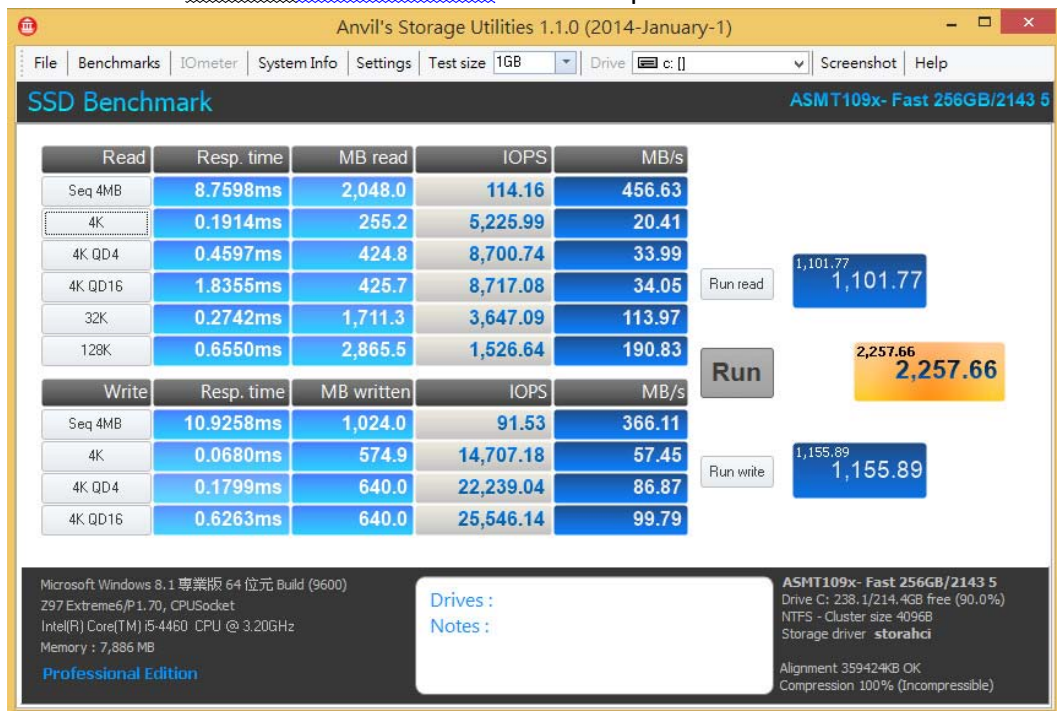 Anvil's Storage Utilities 1.1.0 (2014-January-1)
File Benchmarks IOmeter System Info Settings Test size 1GB Drive c: [] Screenshot Help
SSD Benchmark ASMT109x- Fast 256GB/2143 5
Read Resp. time MB read IOPS MB/s
Seq 4MB 8.7598ms 2,048.0 114.16 456.63
4K 0.1914ms 255.2 5,225.99 20.41
4K QD4 0.4597ms 424.8 8,700.74 33.99
4K QD16 1.8355ms 425.7 8,717.08 34.05
32K 0.2742ms 1,711.3 3,647.09 113.97
128K 0.6550ms 2,865.5 1,526.64 190.83
Run read
1,101.77
1,101.77
Run
2,257.66
2,257.66
Write Resp. time MB written IOPS MB/s
Seq 4MB 10.9258ms 1,024.0 91.53 366.11
4K 0.0680ms 574.9 14,707.18 57.45
4K QD4 0.1799ms 640.0 22,239.04 86.87
4K QD16 0.6263ms 640.0 25,546.14 99.79
Run write
1,155.89
1,155.89
Microsoft Windows 8.1 專業版 64 位元 Build (9600)
Z97 Extreme6/P1.70, CPUSocket
Intel(R) Core(TM) i5-4460 CPU @ 3.20GHz
Memory : 7,886 MB
Professional Edition
Drives :
Notes :
ASMT109x- Fast 256GB/2143 5
Drive C: 238.1/214.4GB free (90.0%)
NTFS - Cluster size 4096B
Storage driver storahci
Alignment 359424KB OK
Compression 100% (Incompressible)